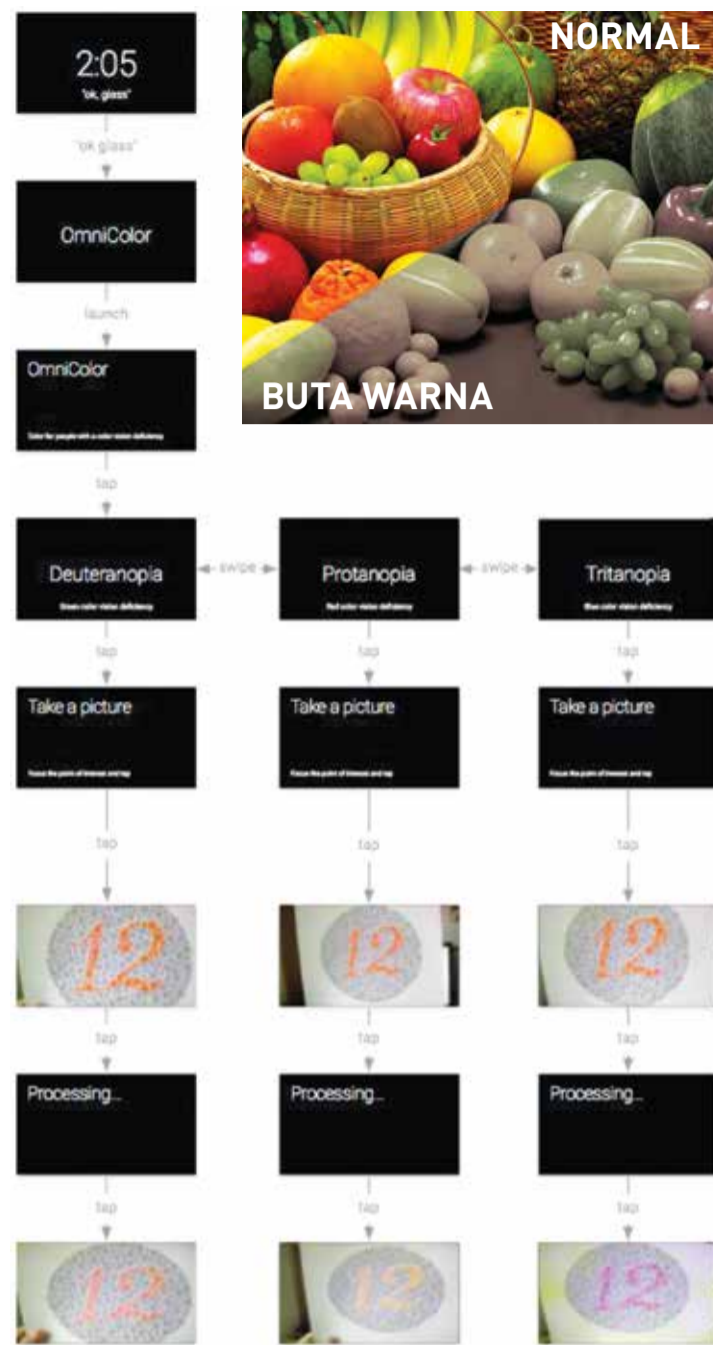 2:05
"ok, glass"
"ok glass"
OmniColor
launch
OmniColor
Color for people with a color vision deficiency
tap
NORMAL
BUTA WARNA
Deuteranopia
Green color vision deficiency
swipe
Protanopia
Red color vision deficiency
swipe
Tritanopia
Blue color vision deficiency
tap
tap
tap
Take a picture
Focus the point of interest and tap
Take a picture
Focus the point of interest and tap
Take a picture
Focus the point of interest and tap
tap
tap
tap
12
12
12
tap
tap
tap
Processing...
Processing...
Processing...
tap
tap
tap
12
12
12